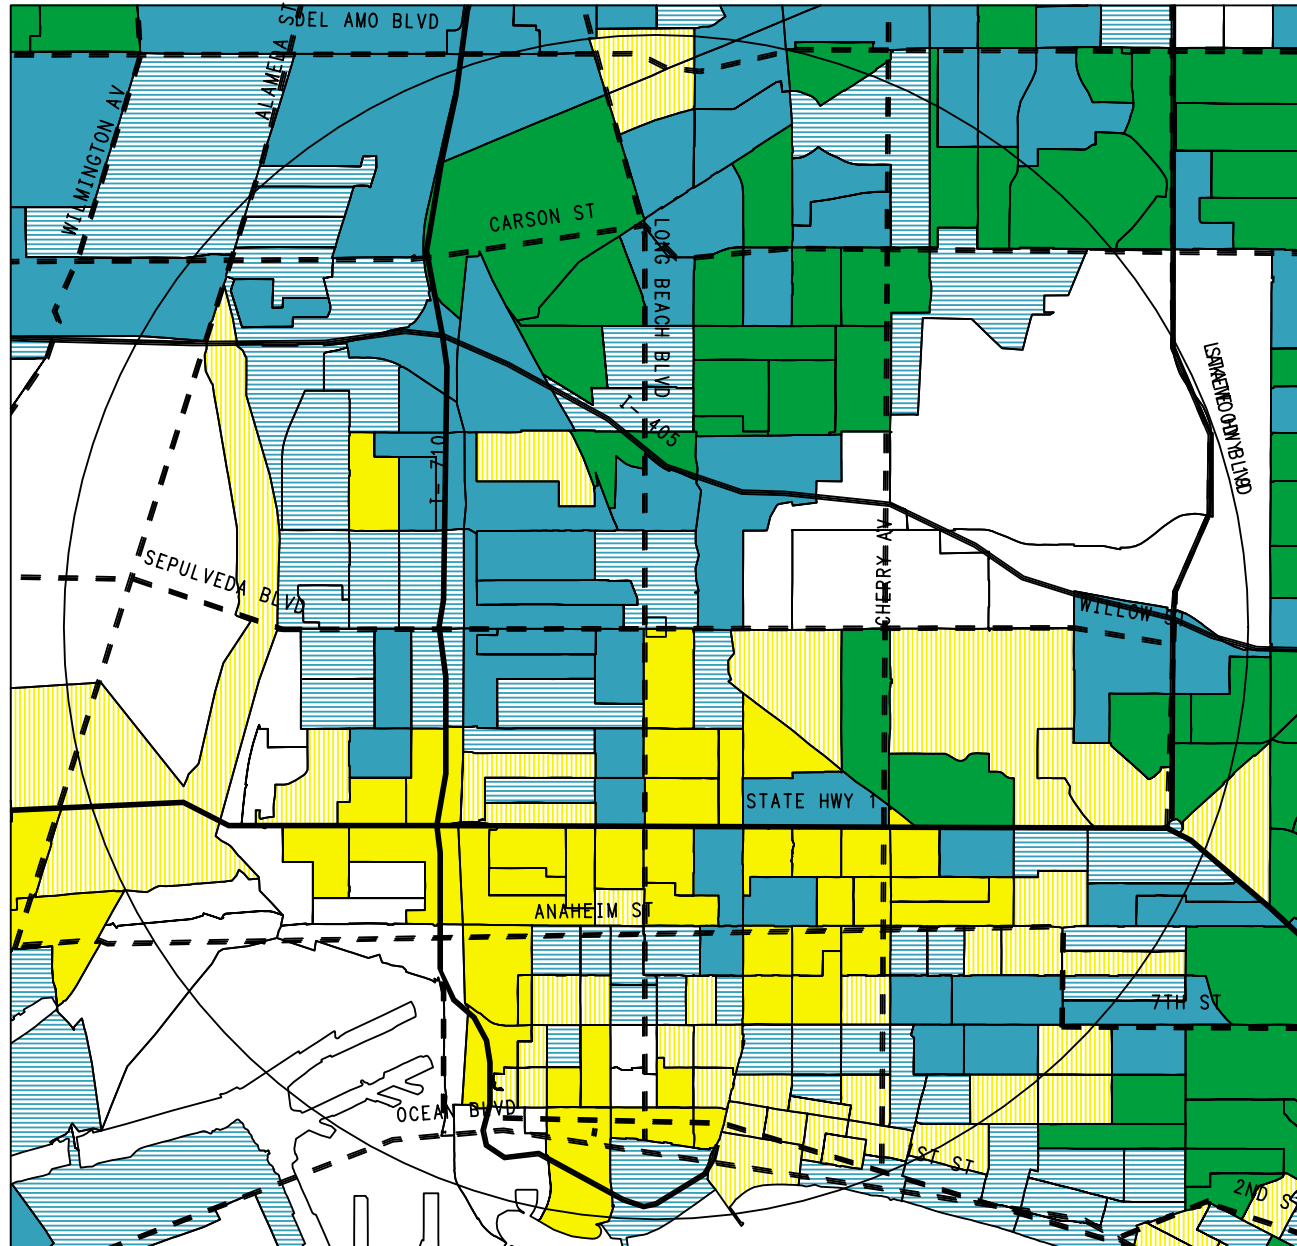 DEL AMO BLVD
ALAMEDA ST
WILMINGTON AV
CARSON ST
LONG BEACH BLVD
I- 405
I- 710
CHERRY AV
SEPULVEDA BLVD
WILLOW ST
STATE HWY 1
ANAHEIM ST
7TH ST
OCEAN BLVD
1ST ST
2ND S